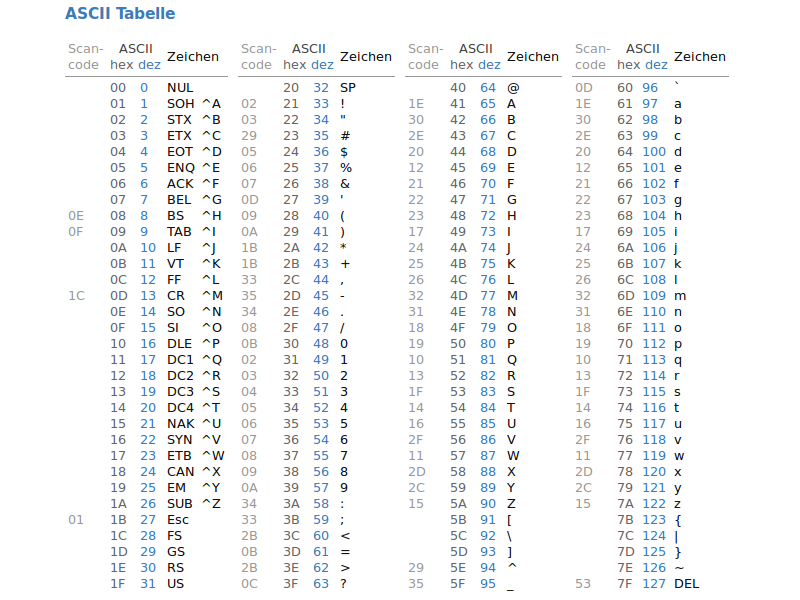 ASCII Tabelle
Scan- ASCII Zeichen Scan- ASCII Zeichen Scan- ASCII Zeichen Scan- ASCII Zeichen
code hex dez code hex dez code hex dez code hex dez
00 0 NUL 20 32 SP 40 64 @ 0D 60 96 `
01 1 SOH ^A 02 21 33 ! 1E 41 65 A 1E 61 97 a
02 2 STX ^B 03 22 34 " 30 42 66 B 30 62 98 b
03 3 ETX ^C 29 23 35 # 2E 43 67 C 2E 63 99 c
04 4 EOT ^D 05 24 36 $ 20 44 68 D 20 64 100 d
05 5 ENQ ^E 06 25 37 % 12 45 69 E 12 65 101 e
06 6 ACK ^F 07 26 38 & 21 46 70 F 21 66 102 f
07 7 BEL ^G 0D 27 39 ' 22 47 71 G 22 67 103 g
0E 08 8 BS ^H 09 28 40 ( 23 48 72 H 23 68 104 h
0F 09 9 TAB ^I 0A 29 41 ) 17 49 73 I 17 69 105 i
0A 10 LF ^J 1B 2A 42 * 24 4A 74 J 24 6A 106 j
0B 11 VT ^K 1B 2B 43 + 25 4B 75 K 25 6B 107 k
0C 12 FF ^L 33 2C 44 , 26 4C 76 L 26 6C 108 l
1C 0D 13 CR ^M 35 2D 45 - 32 4D 77 M 32 6D 109 m
0E 14 SO ^N 34 2E 46 . 31 4E 78 N 31 6E 110 n
0F 15 SI ^O 08 2F 47 / 18 4F 79 O 18 6F 111 o
10 16 DLE ^P 0B 30 48 0 19 50 80 P 19 70 112 p
11 17 DC1 ^Q 02 31 49 1 10 51 81 Q 10 71 113 q
12 18 DC2 ^R 03 32 50 2 13 52 82 R 13 72 114 r
13 19 DC3 ^S 04 33 51 3 1F 53 83 S 1F 73 115 s
14 20 DC4 ^T 05 34 52 4 14 54 84 T 14 74 116 t
15 21 NAK ^U 06 35 53 5 16 55 85 U 16 75 117 u
16 22 SYN ^V 07 36 54 6 2F 56 86 V 2F 76 118 v
17 23 ETB ^W 08 37 55 7 11 57 87 W 11 77 119 w
18 24 CAN ^X 09 38 56 8 2D 58 88 X 2D 78 120 x
19 25 EM ^Y 0A 39 57 9 2C 59 89 Y 2C 79 121 y
1A 26 SUB ^Z 34 3A 58 : 15 5A 90 Z 15 7A 122 z
01 1B 27 Esc 33 3B 59 ; 5B 91 [ 7B 123 {
1C 28 FS 2B 3C 60 < 5C 92 \ 7C 124 |
1D 29 GS 0B 3D 61 = 5D 93 ] 7D 125 }
1E 30 RS 2B 3E 62 > 29 5E 94 ^ 7E 126 ~
1F 31 US 0C 3F 63 ? 35 5F 95 _ 53 7F 127 DEL